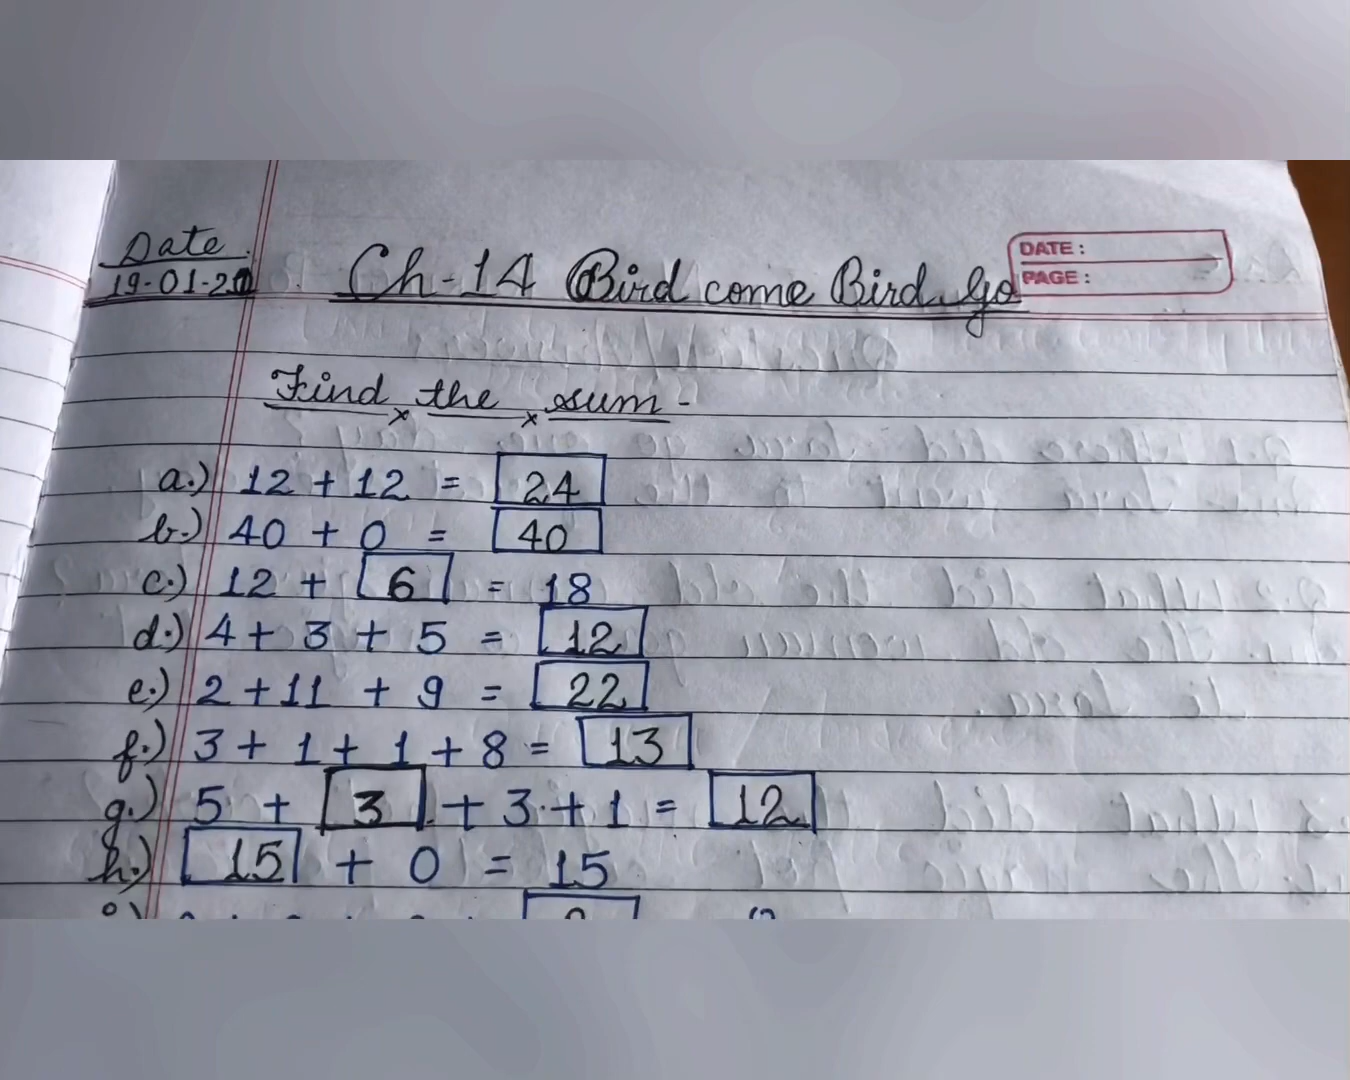 Date
19-01-21
Ch-14 Bird come Bird Go
DATE :
PAGE :
Find the sum -
a.) 12 + 12 = 24
b.) 40 + 0 = 40
c.) 12 + 6 = 18
d.) 4 + 3 + 5 = 12
e.) 2 + 11 + 9 = 22
f.) 3 + 1 + 1 + 8 = 13
g.) 5 + 3 + 3 + 1 = 12
h.) 15 + 0 = 15